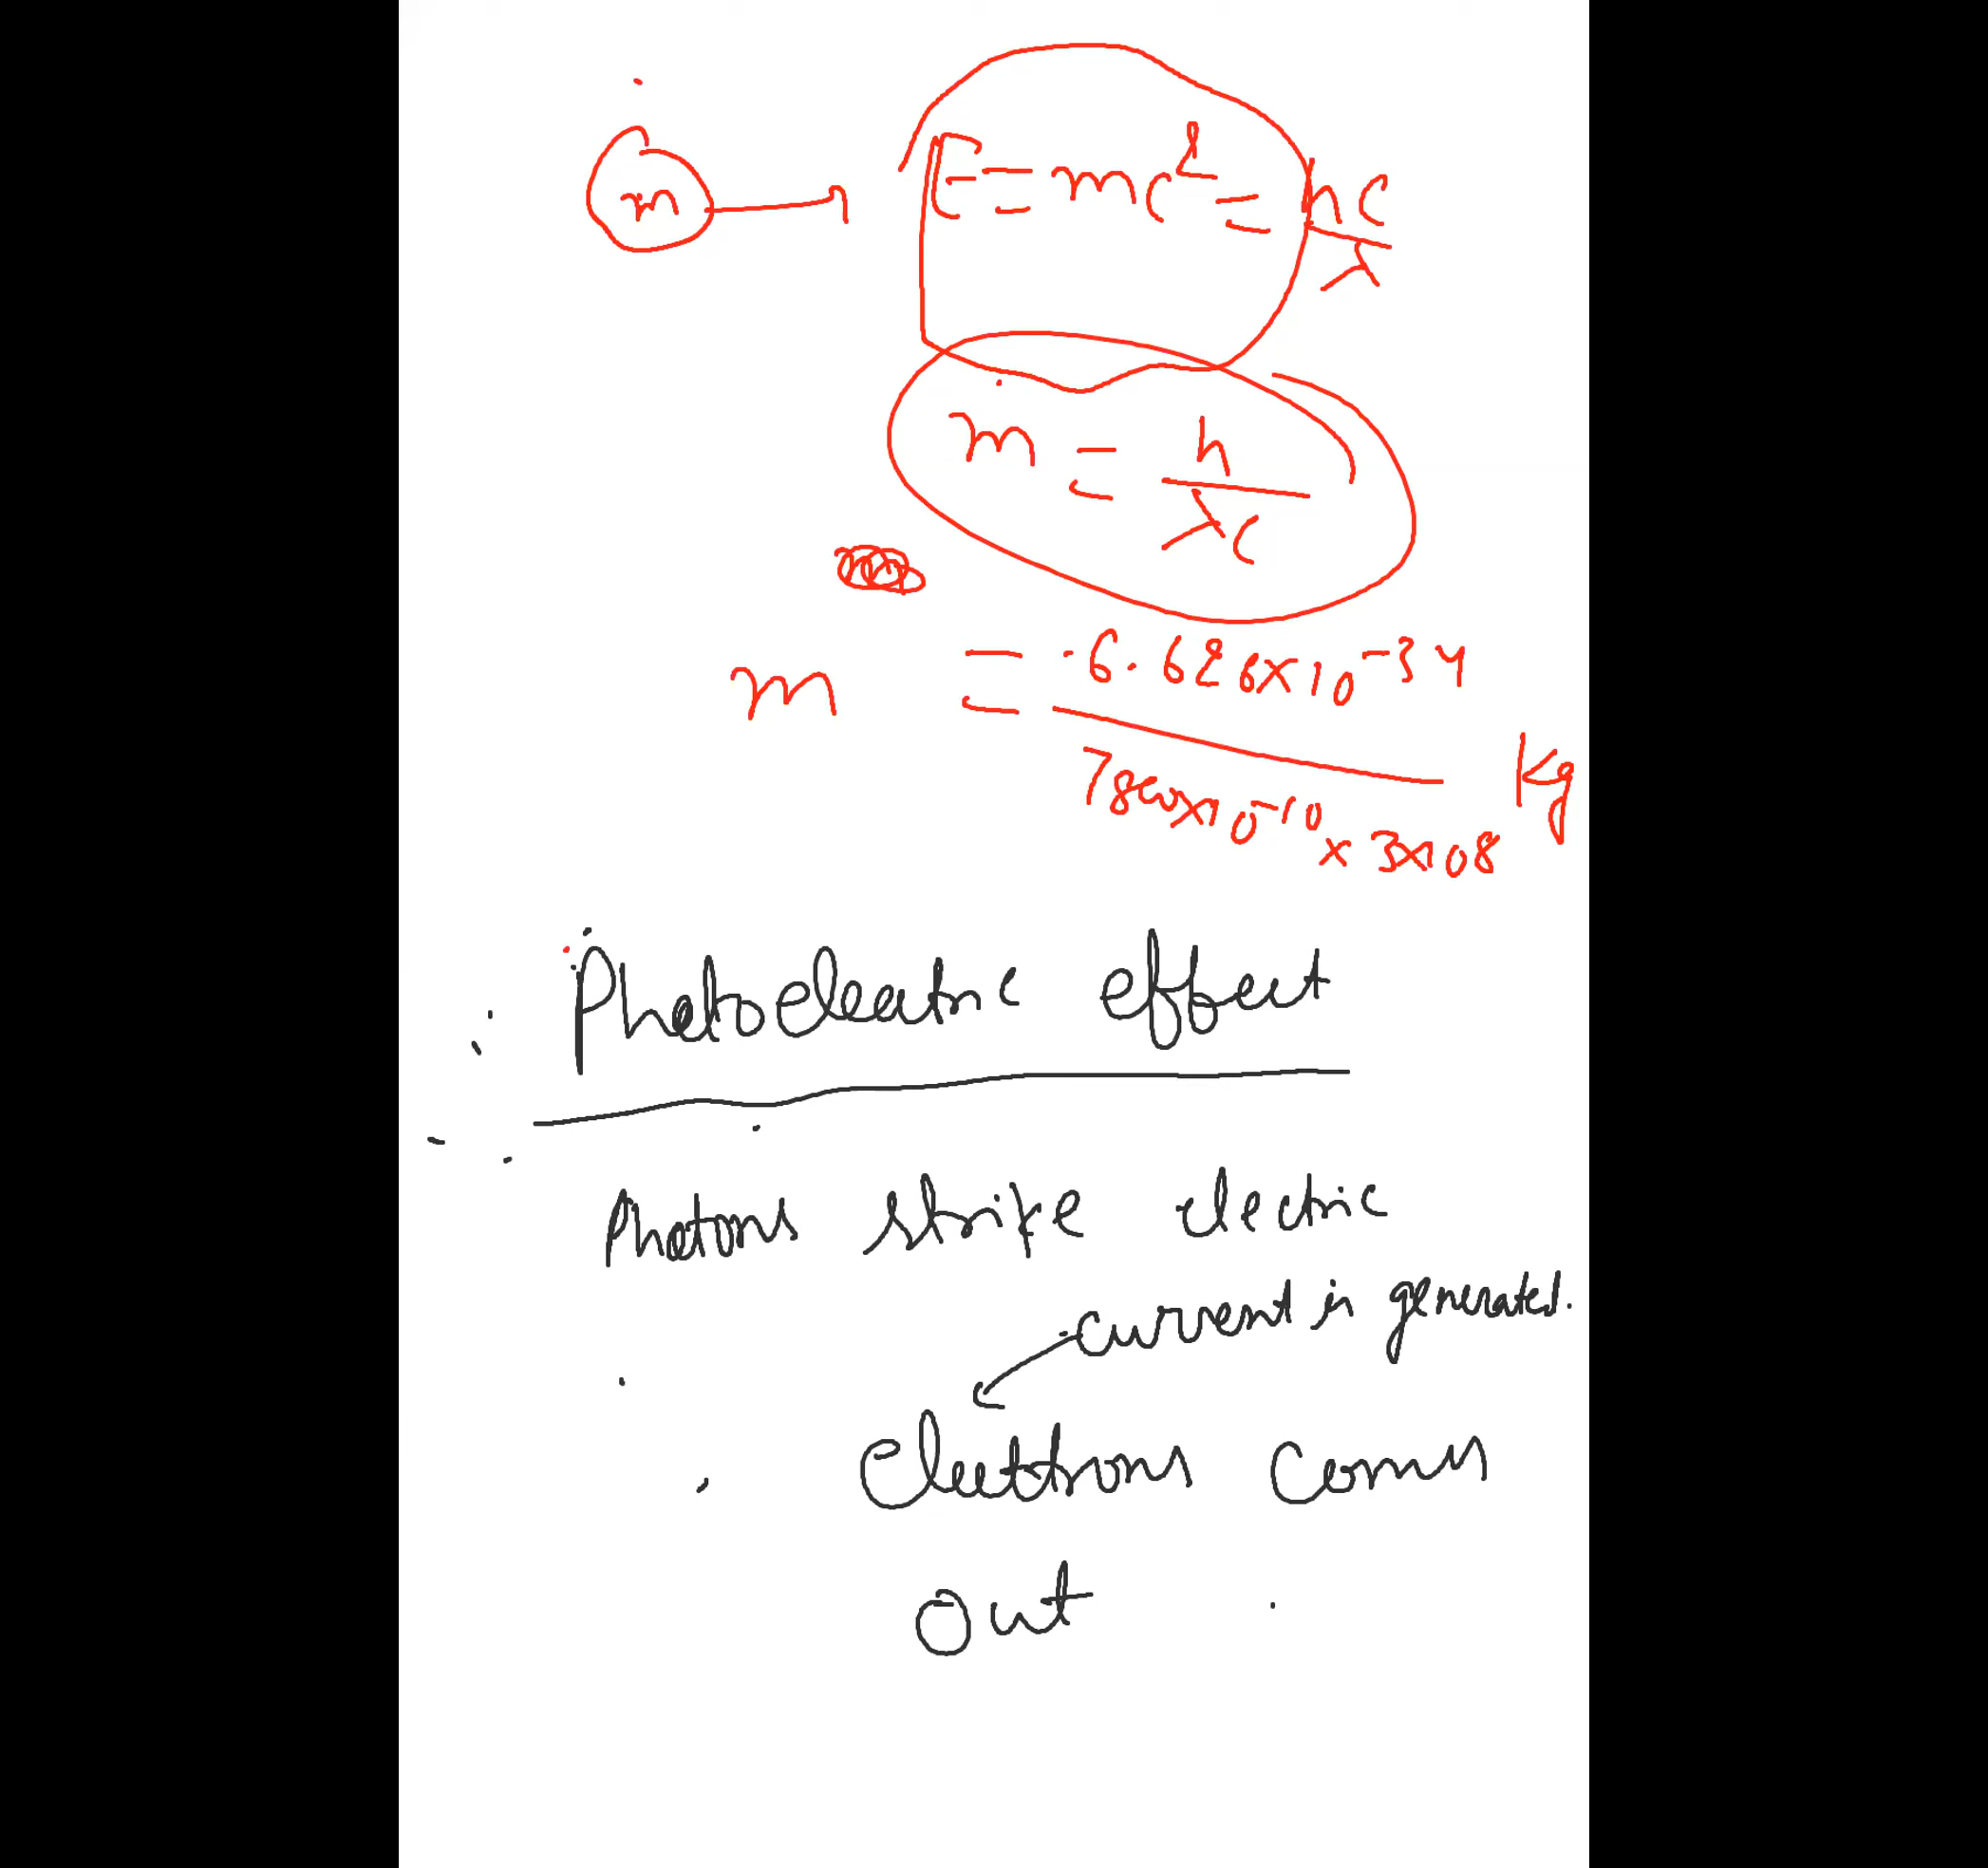 m E = mc² = hc/λ
m = h/λc
m = 6.626×10⁻³⁴ / 7800×10⁻¹⁰ × 3×10⁸ Kg
Photoelectric effect
Photons strike electric
current is generated.
Electrons comes
out